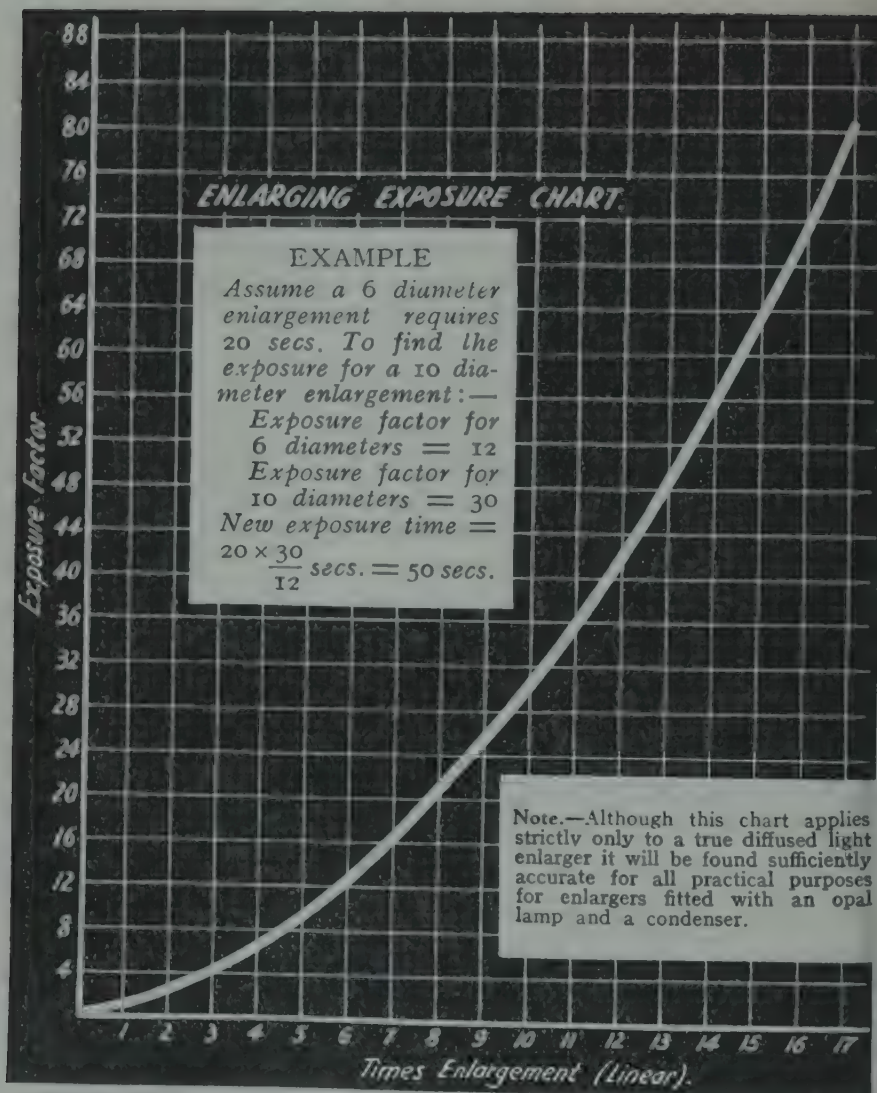 88
84
80
76
72
68
64
60
56
52
48
44
40
36
32
28
24
20
16
12
8
4
Exposure factor
ENLARGING EXPOSURE CHART.
EXAMPLE
Assume a 6 diameter
enlargement requires
20 secs. To find the
exposure for a 10 dia-
meter enlargement:—
Exposure factor for
6 diameters = 12
Exposure factor for
10 diameters = 30
New exposure time =
20 × 30
12 secs. = 50 secs.
Note.—Although this chart applies
strictly only to a true diffused light
enlarger it will be found sufficiently
accurate for all practical purposes
for enlargers fitted with an opal
lamp and a condenser.
1 2 3 4 5 6 7 8 9 10 11 12 13 14 15 16 17
Times Enlargement (Linear).